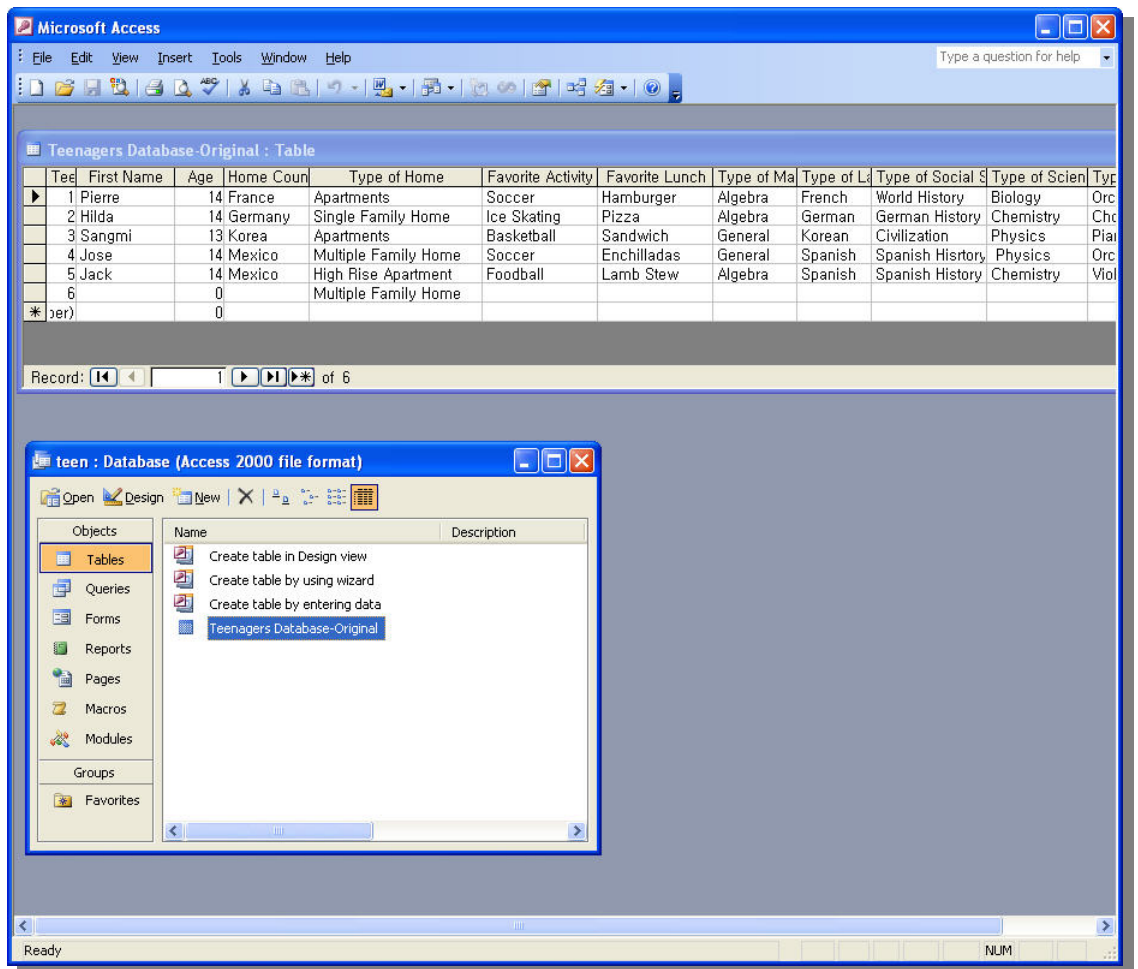 Microsoft Access
File Edit View Insert Tools Window Help Type a question for help
Teenagers Database-Original : Table
Tee First Name Age Home Coun Type of Home Favorite Activity Favorite Lunch Type of Ma Type of La Type of Social S Type of Scien Typ
1 Pierre 14 France Apartments Soccer Hamburger Algebra French World History Biology Orc
2 Hilda 14 Germany Single Family Home Ice Skating Pizza Algebra German German History Chemistry Cho
3 Sangmi 13 Korea Apartments Basketball Sandwich General Korean Civilization Physics Pian
4 Jose 14 Mexico Multiple Family Home Soccer Enchilladas General Spanish Spanish Hisrtory Physics Orc
5 Jack 14 Mexico High Rise Apartment Foodball Lamb Stew Algebra Spanish Spanish History Chemistry Viol
6 0 Multiple Family Home
ber) 0
Record: 1 of 6
teen : Database (Access 2000 file format)
Open Design New
Objects Name Description
Tables Create table in Design view
Queries Create table by using wizard
Forms Create table by entering data
Reports Teenagers Database-Original
Pages
Macros
Modules
Groups
Favorites
Ready NUM